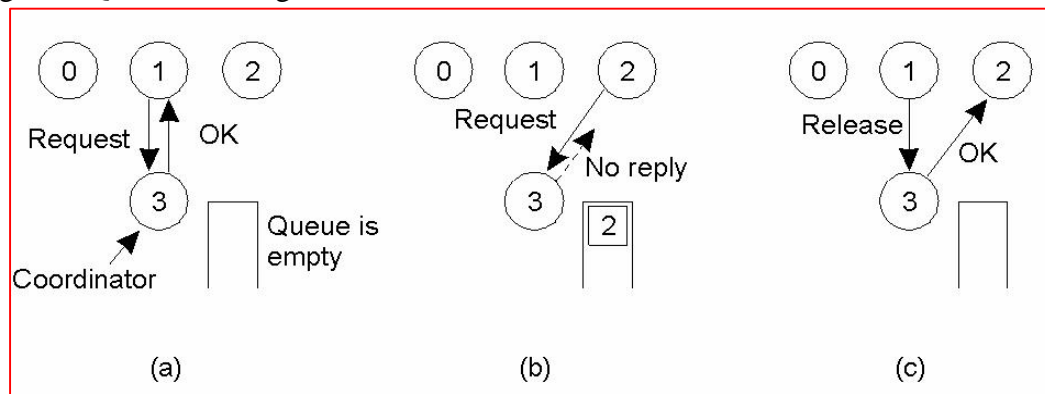 0 1 2
Request
OK
3
Queue is
empty
Coordinator
(a)
0 1 2
Request
No reply
3
2
(b)
0 1 2
Release
OK
3
(c)